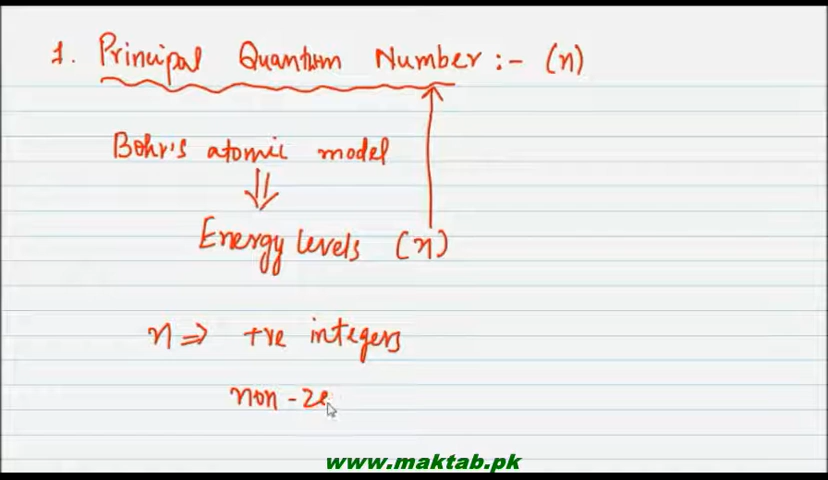 1. Principal Quantum Number :- (n)
Bohr's atomic model
Energy levels (n)
n ⇒ +ve integers
non - ze
www.maktab.pk